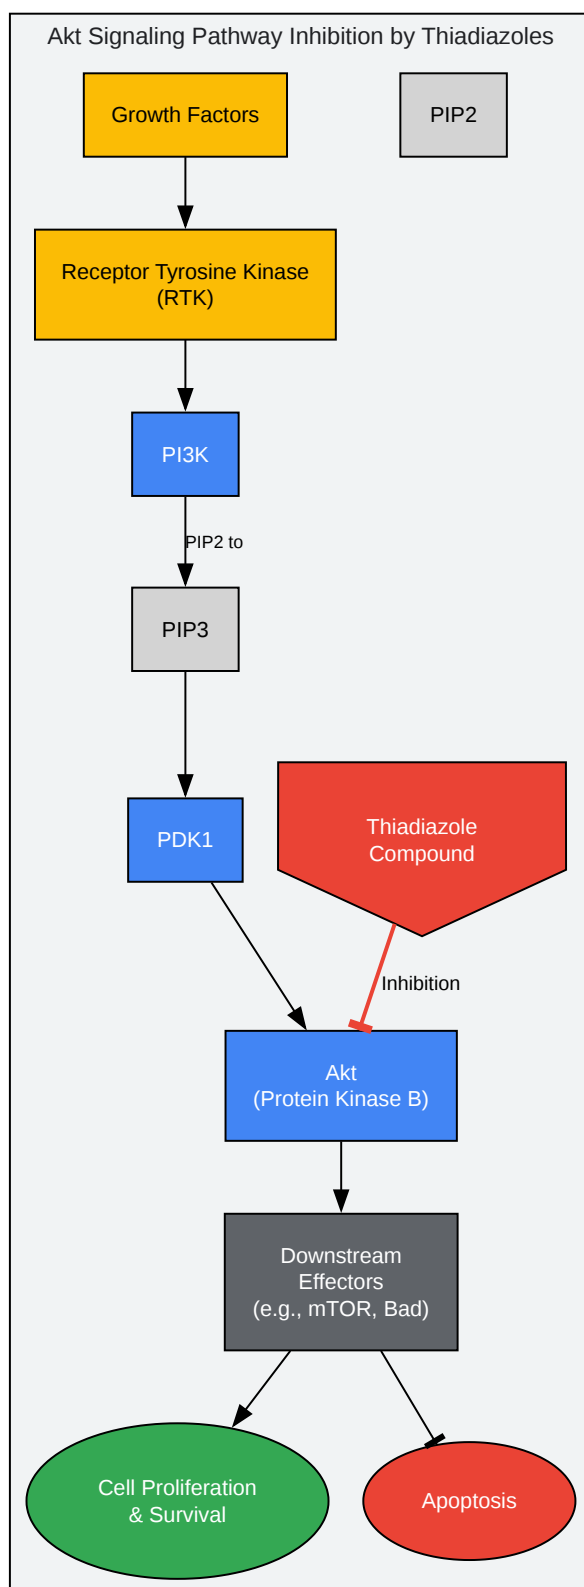 Akt Signaling Pathway Inhibition by Thiadiazoles
Growth Factors
PIP2
Receptor Tyrosine Kinase
(RTK)
PI3K
PIP2 to
PIP3
PDK1
Thiadiazole
Compound
Inhibition
Akt
(Protein Kinase B)
Downstream
Effectors
(e.g., mTOR, Bad)
Cell Proliferation
& Survival
Apoptosis